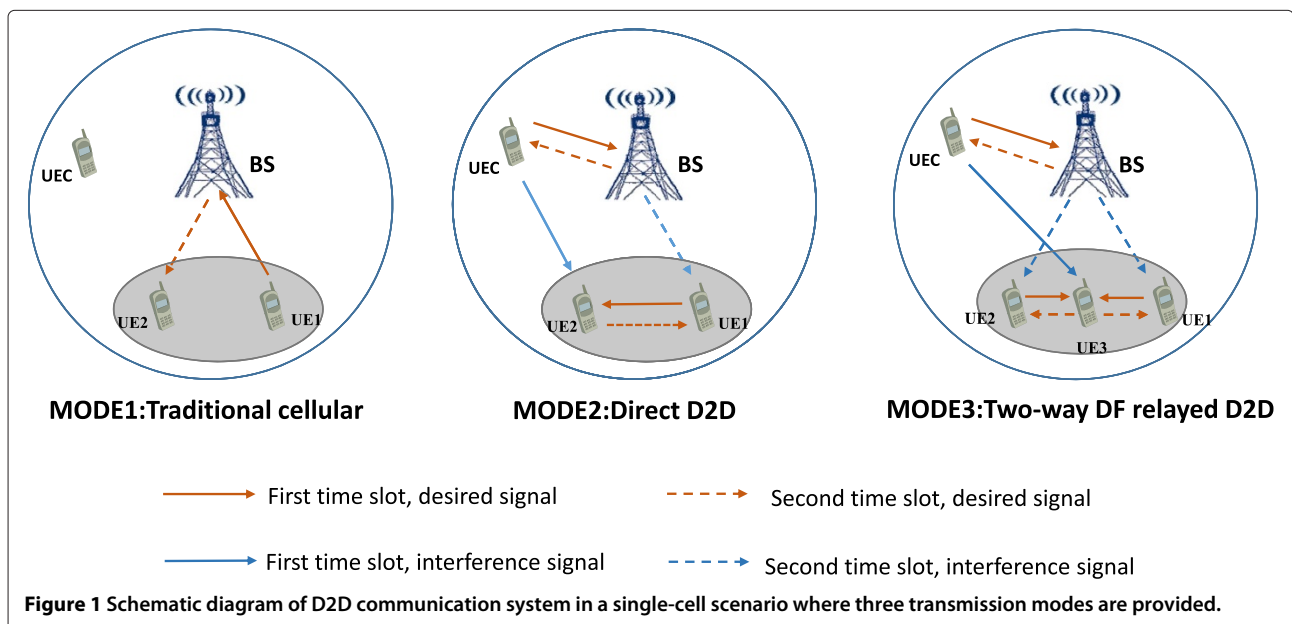 UEC
BS
UE2
UE1
MODE1:Traditional cellular
UEC
BS
UE2
UE1
MODE2:Direct D2D
UEC
BS
UE2
UE3
UE1
MODE3:Two-way DF relayed D2D
First time slot, desired signal
Second time slot, desired signal
First time slot, interference signal
Second time slot, interference signal
Figure 1 Schematic diagram of D2D communication system in a single-cell scenario where three transmission modes are provided.